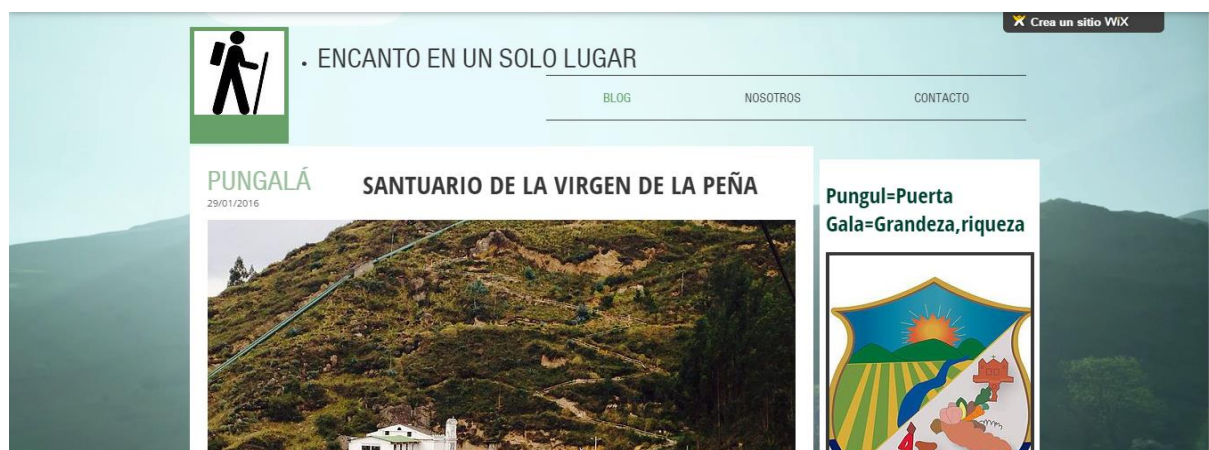 Crea un sitio WiX
• ENCANTO EN UN SOLO LUGAR
BLOG NOSOTROS CONTACTO
PUNGALÁ
29/01/2016
SANTUARIO DE LA VIRGEN DE LA PEÑA
Pungul=Puerta
Gala=Grandeza,riqueza